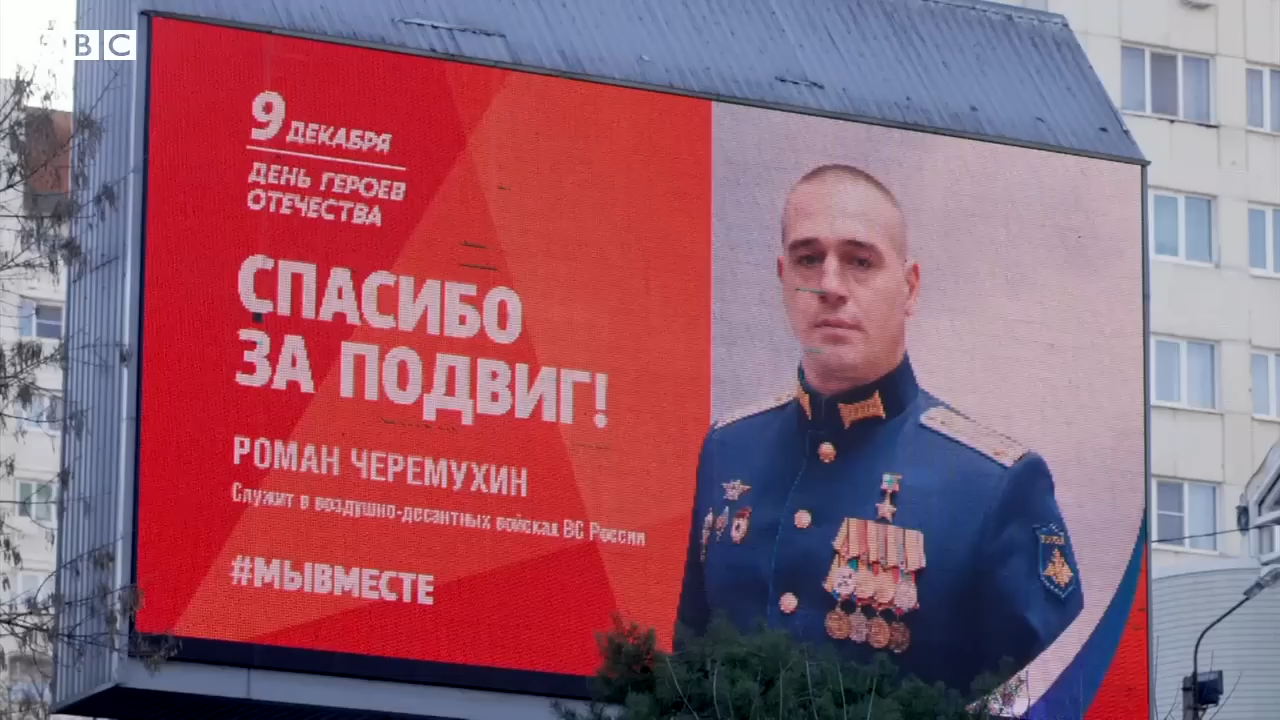 BBC
9 ДЕКАБРЯ
ДЕНЬ ГЕРОЕВ
ОТЕЧЕСТВА
СПАСИБО
ЗА ПОДВИГ!
РОМАН ЧЕРЕМУХИН
Служит в воздушно-десантных войсках ВС России
#МЫВМЕСТЕ